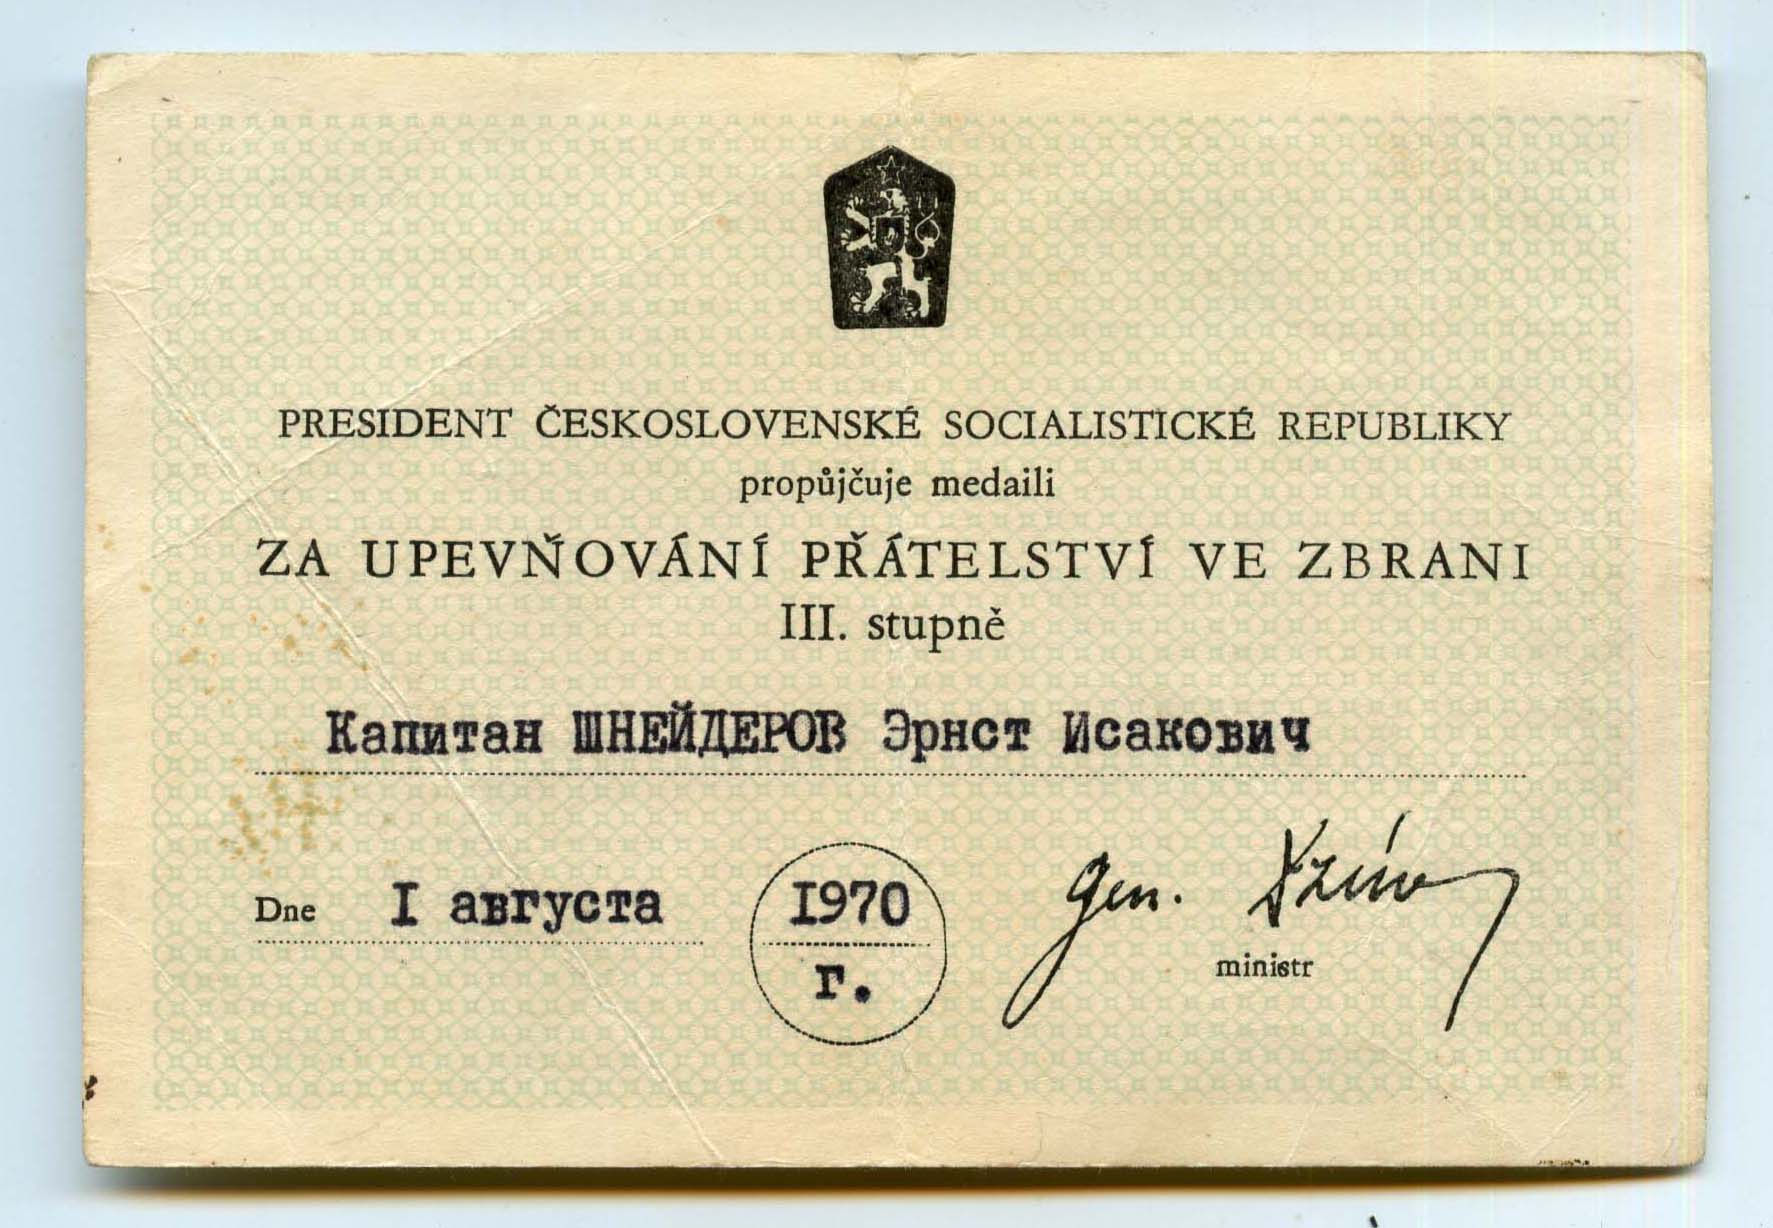 PRESIDENT ČESKOSLOVENSKÉ SOCIALISTICKÉ REPUBLIKY
propůjčuje medaili
ZA UPEVŇOVÁNÍ PŘÁTELSTVÍ VE ZBRANI
III. stupně
Капитан ШНЕЙДЕРОВ Эрнст Исакович
Dne I августа 1970
г.
gen.
ministr